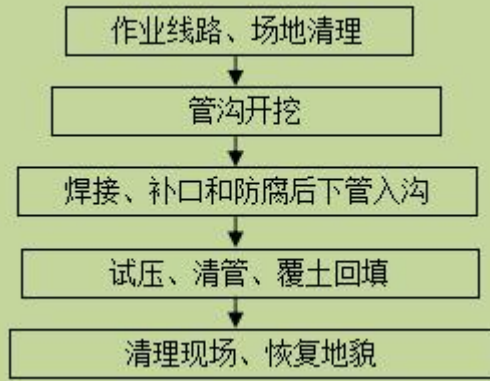 作业线路、场地清理
管沟开挖
焊接、补口和防腐后下管入沟
试压、清管、覆土回填
清理现场、恢复地貌